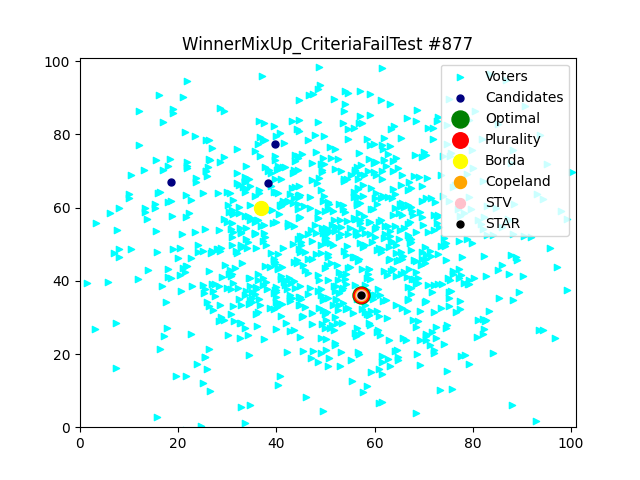 WinnerMixUp_CriteriaFailTest #877
100
80
60
40
20
0
0
20
40
60
80
100
Voters
Candidates
Optimal
Plurality
Borda
Copeland
STV
STAR